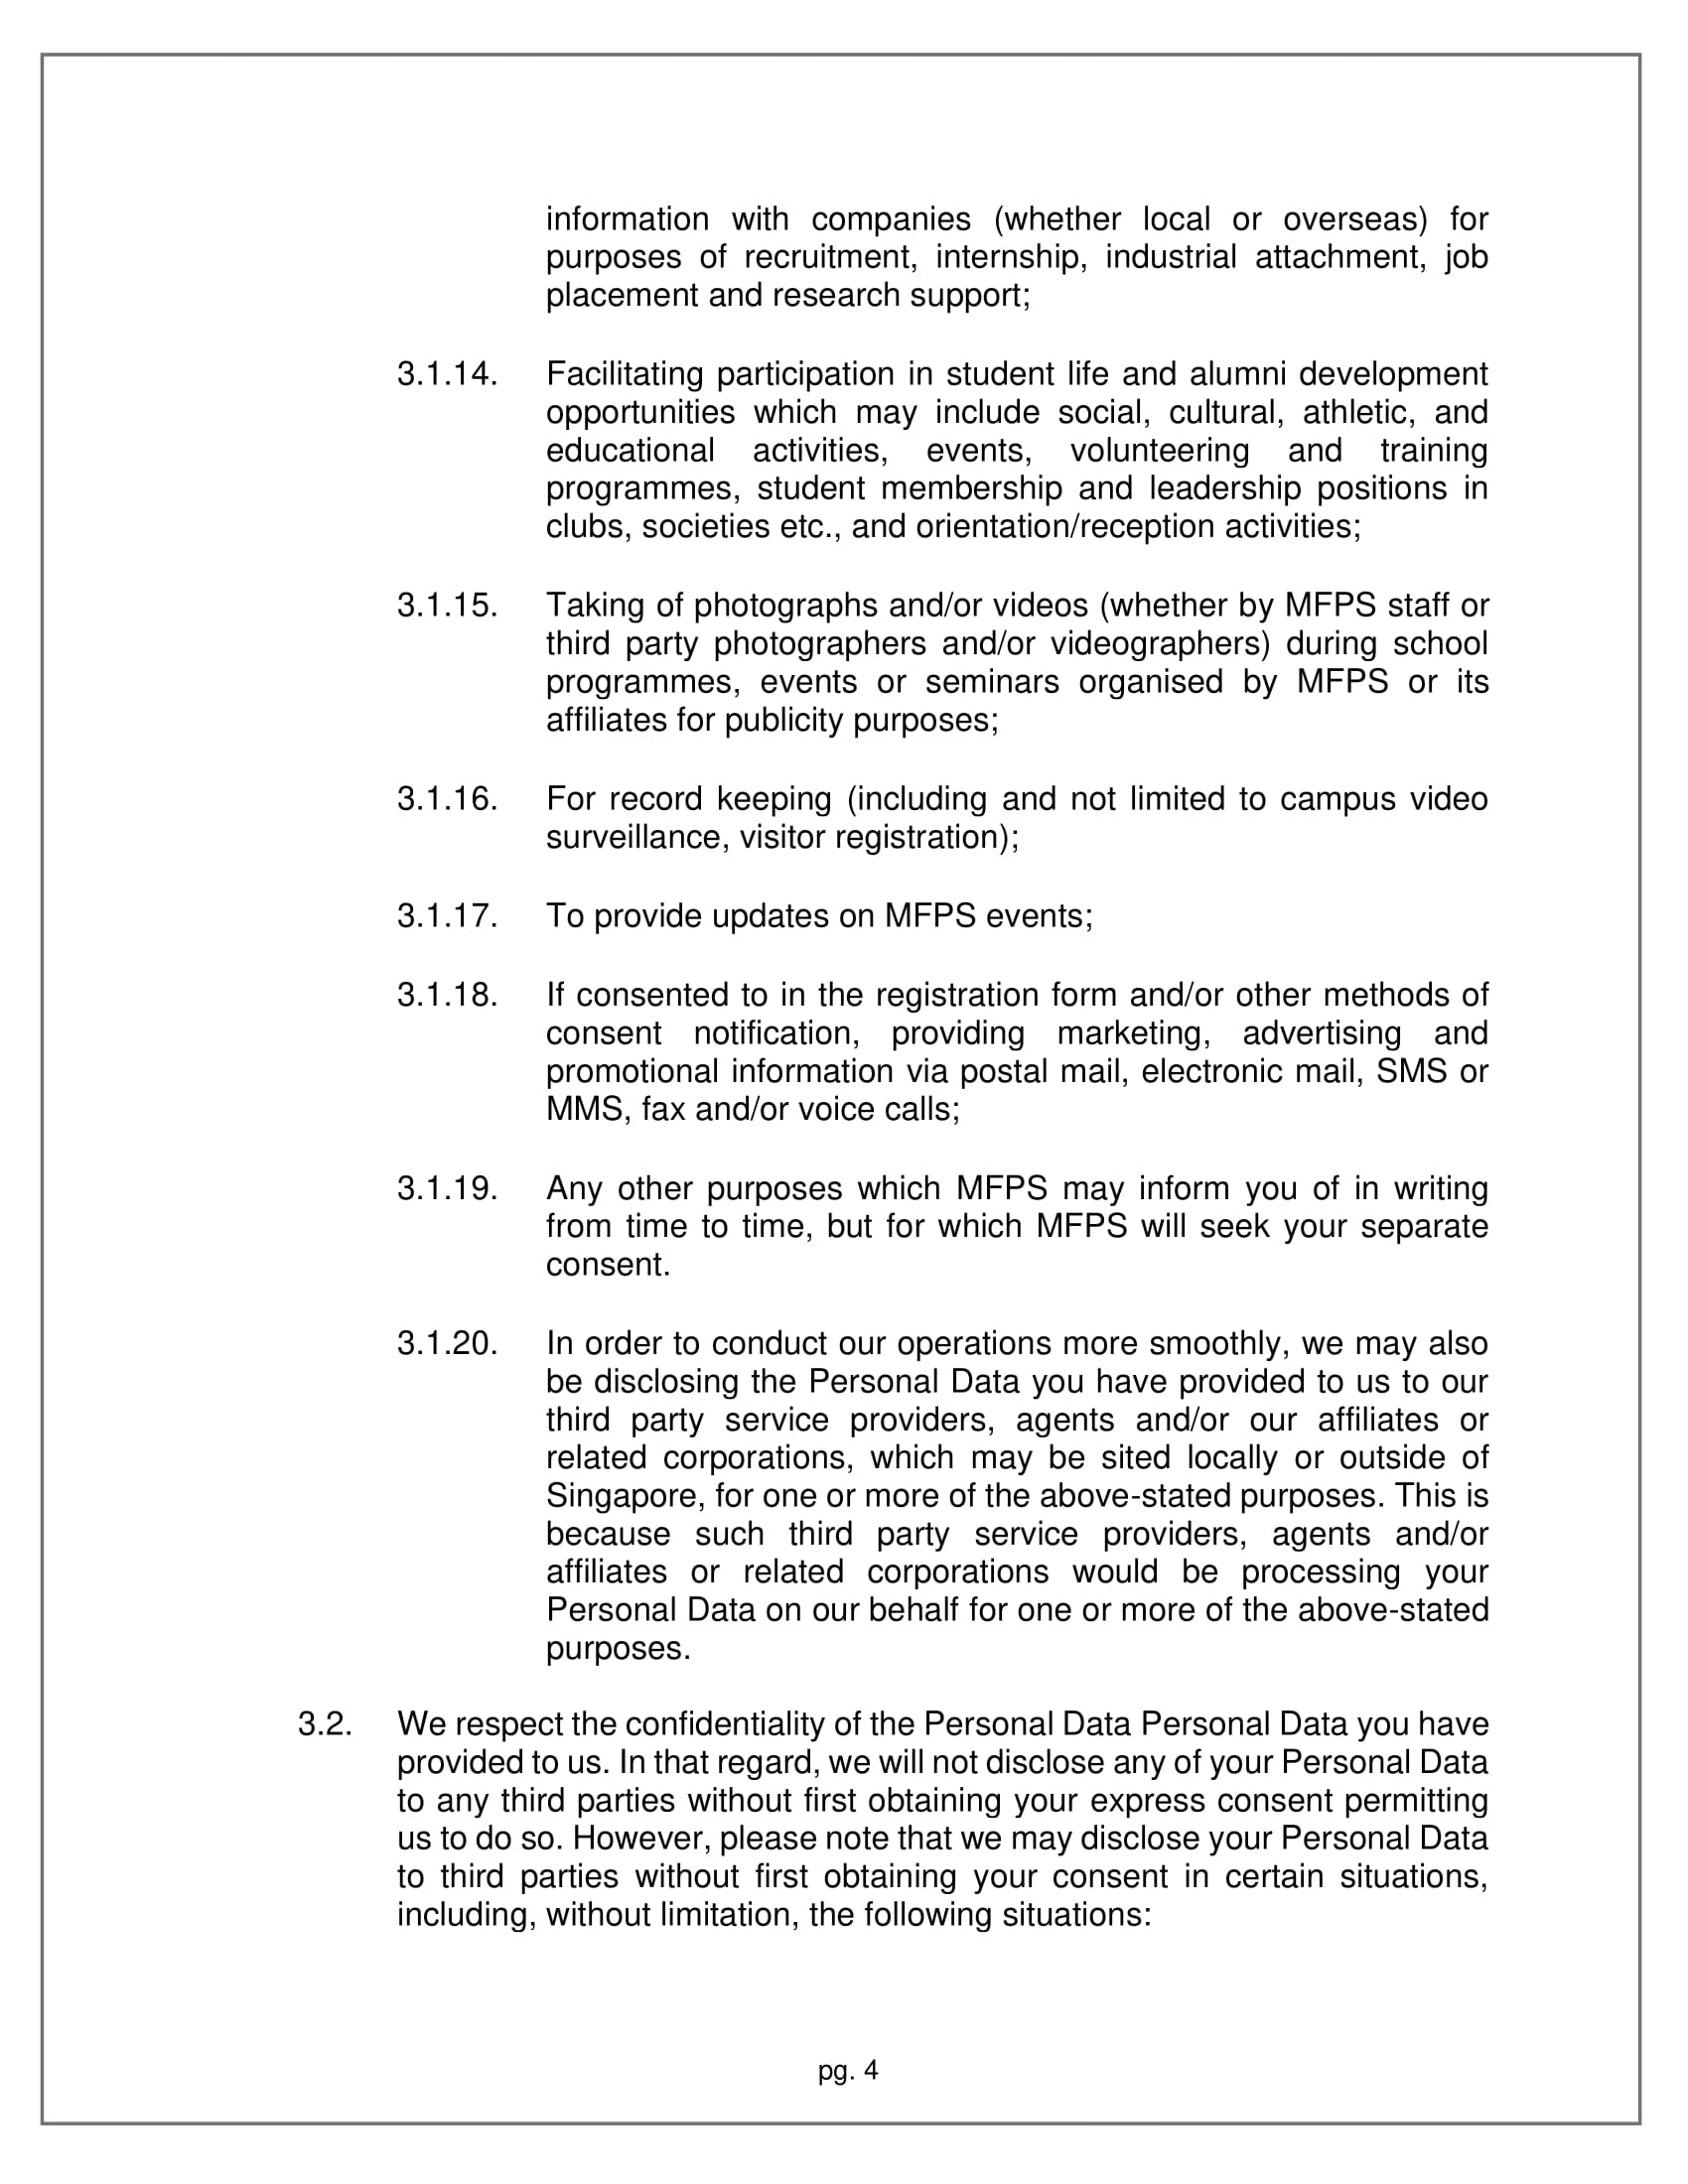 information with companies (whether local or overseas) for
purposes of recruitment, internship, industrial attachment, job
placement and research support;
3.1.14. Facilitating participation in student life and alumni development
opportunities which may include social, cultural, athletic, and
educational activities, events, volunteering and training
programmes, student membership and leadership positions in
clubs, societies etc., and orientation/reception activities;
3.1.15. Taking of photographs and/or videos (whether by MFPS staff or
third party photographers and/or videographers) during school
programmes, events or seminars organised by MFPS or its
affiliates for publicity purposes;
3.1.16. For record keeping (including and not limited to campus video
surveillance, visitor registration);
3.1.17. To provide updates on MFPS events;
3.1.18. If consented to in the registration form and/or other methods of
consent notification, providing marketing, advertising and
promotional information via postal mail, electronic mail, SMS or
MMS, fax and/or voice calls;
3.1.19. Any other purposes which MFPS may inform you of in writing
from time to time, but for which MFPS will seek your separate
consent.
3.1.20. In order to conduct our operations more smoothly, we may also
be disclosing the Personal Data you have provided to us to our
third party service providers, agents and/or our affiliates or
related corporations, which may be sited locally or outside of
Singapore, for one or more of the above-stated purposes. This is
because such third party service providers, agents and/or
affiliates or related corporations would be processing your
Personal Data on our behalf for one or more of the above-stated
purposes.
3.2. We respect the confidentiality of the Personal Data Personal Data you have
provided to us. In that regard, we will not disclose any of your Personal Data
to any third parties without first obtaining your express consent permitting
us to do so. However, please note that we may disclose your Personal Data
to third parties without first obtaining your consent in certain situations,
including, without limitation, the following situations:
pg. 4